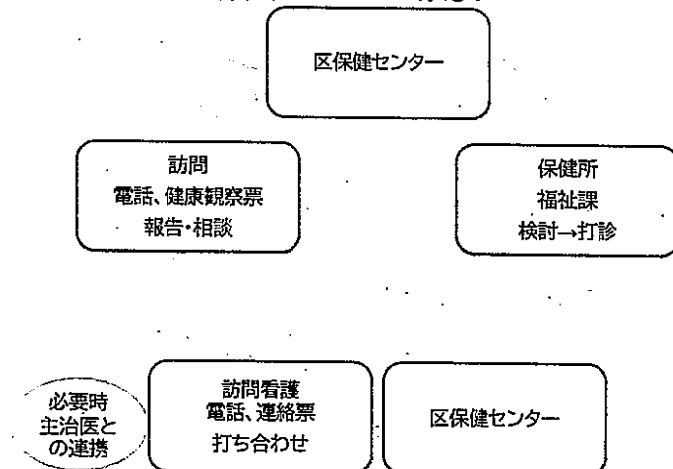 区保健センター
訪問
電話、健康観察票
報告・相談
保健所
福祉課
検討→打診
必要時
主治医と
の連携
訪問看護
電話、連絡票
打ち合わせ
区保健センター